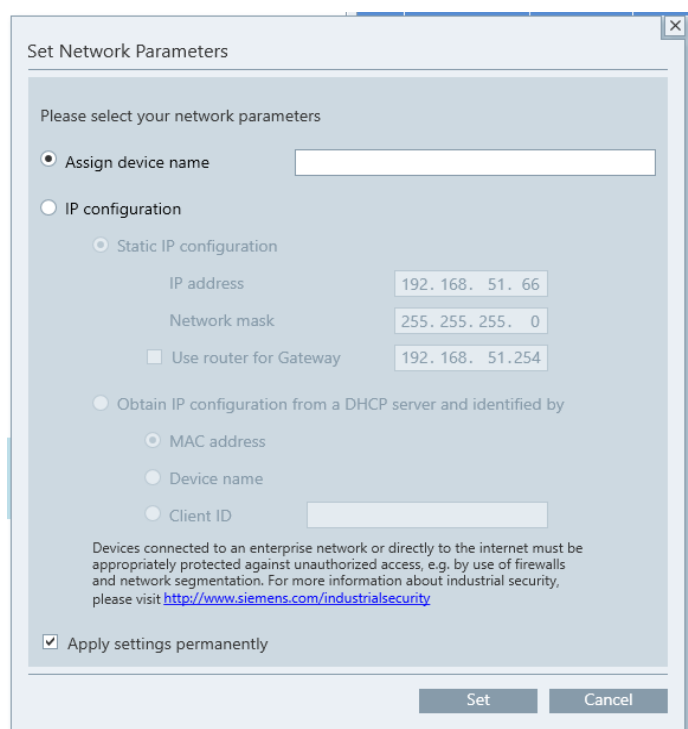 Set Network Parameters
Please select your network parameters
Assign device name
IP configuration
Static IP configuration
IP address 192. 168. 51. 66
Network mask 255. 255. 255. 0
Use router for Gateway 192. 168. 51.254
Obtain IP configuration from a DHCP server and identified by
MAC address
Device name
Client ID
Devices connected to an enterprise network or directly to the internet must be
appropriately protected against unauthorized access, e.g. by use of firewalls
and network segmentation. For more information about industrial security,
please visit http://www.siemens.com/industrialsecurity
Apply settings permanently
Set Cancel